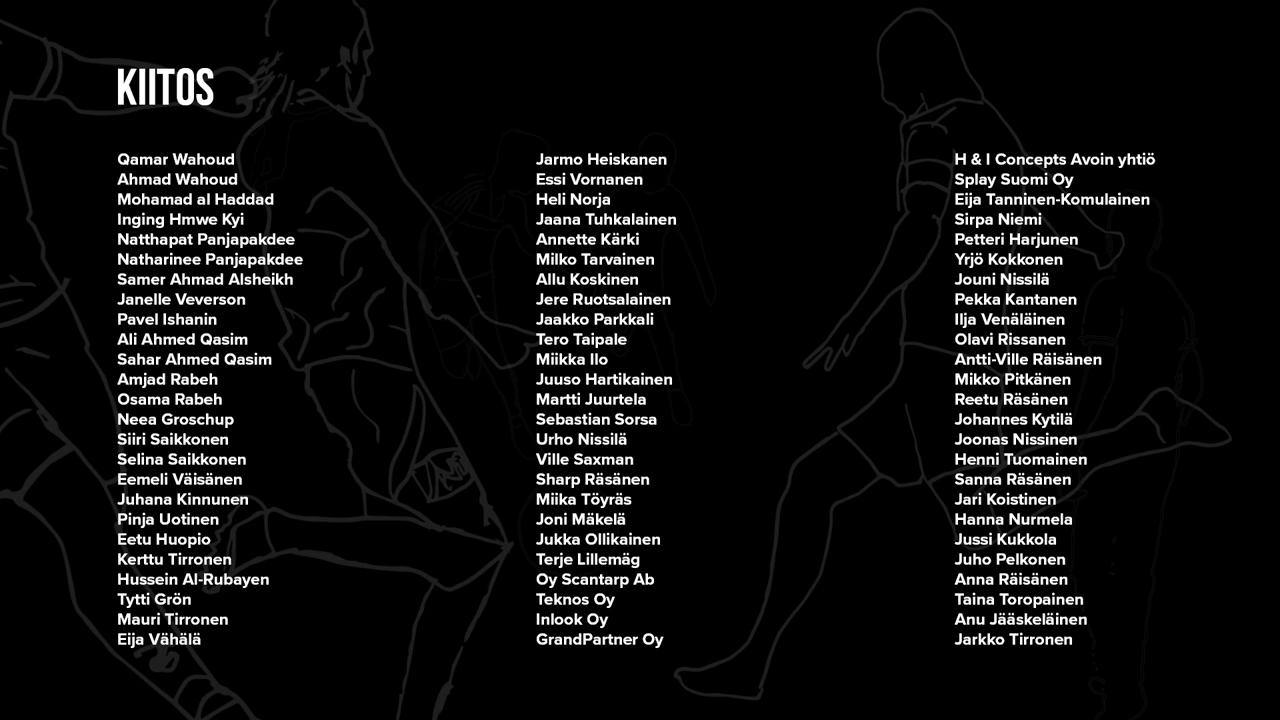 KIITOS
Qamar Wahoud
Ahmad Wahoud
Mohamad al Haddad
Inging Hmwe Kyi
Natthapat Panjapakdee
Natharinee Panjapakdee
Samer Ahmad Alsheikh
Janelle Veverson
Pavel Ishanin
Ali Ahmed Qasim
Sahar Ahmed Qasim
Amjad Rabeh
Osama Rabeh
Neea Groschup
Siiri Saikkonen
Selina Saikkonen
Eemeli Väisänen
Juhana Kinnunen
Pinja Uotinen
Eetu Huopio
Kerttu Tirronen
Hussein Al-Rubayen
Tytti Grön
Mauri Tirronen
Eija Vähälä
Jarmo Heiskanen
Essi Vornanen
Heli Norja
Jaana Tuhkalainen
Annette Kärki
Milko Tarvainen
Allu Koskinen
Jere Ruotsalainen
Jaakko Parkkali
Tero Taipale
Miikka Ilo
Juuso Hartikainen
Martti Juurtela
Sebastian Sorsa
Urho Nissilä
Ville Saxman
Sharp Räsänen
Miika Töyräs
Joni Mäkelä
Jukka Ollikainen
Terje Lillemäg
Oy Scantarp Ab
Teknos Oy
Inlook Oy
GrandPartner Oy
H & I Concepts Avoin yhtiö
Splay Suomi Oy
Eija Tanninen-Komulainen
Sirpa Niemi
Petteri Harjunen
Yrjö Kokkonen
Jouni Nissilä
Pekka Kantanen
Ilja Venäläinen
Olavi Rissanen
Antti-Ville Räisänen
Mikko Pitkänen
Reetu Räsänen
Johannes Kytilä
Joonas Nissinen
Henni Tuomainen
Sanna Räsänen
Jari Koistinen
Hanna Nurmela
Jussi Kukkola
Juho Pelkonen
Anna Räisänen
Taina Toropainen
Anu Jääskeläinen
Jarkko Tirronen